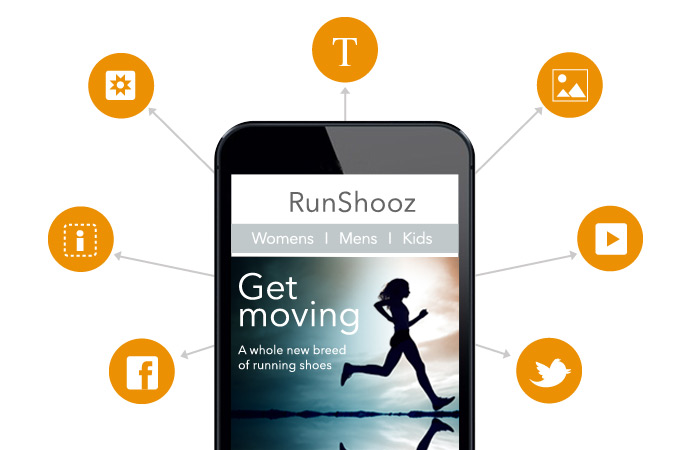 T
RunShooz
Womens | Mens | Kids
Get
moving
A whole new breed
of running shoes
i
f